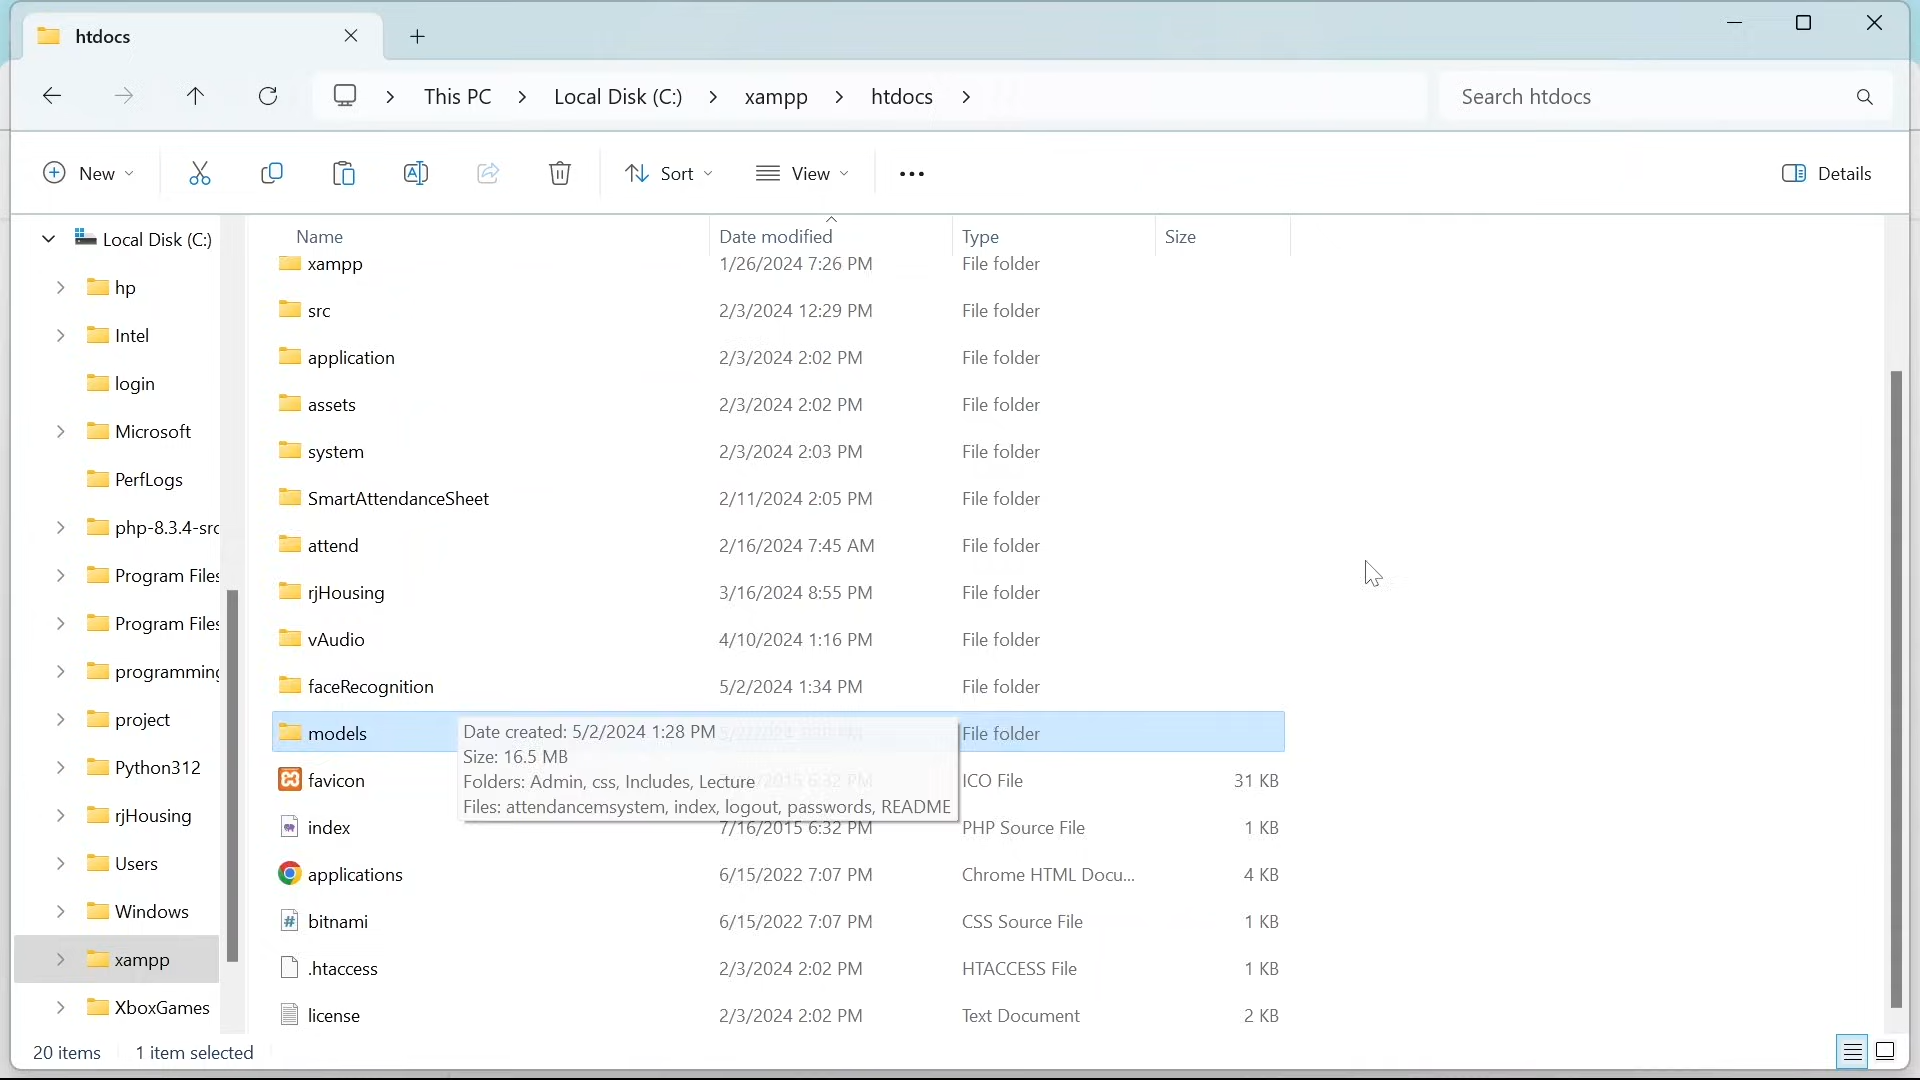 htdocs
This PC
Local Disk (C:)
xampp
htdocs
Search htdocs
New
Sort
View
Details
Local Disk (C:)
hp
Intel
login
Microsoft
PerfLogs
php-8.3.4-src
Program Files
Program Files
programming
project
Python312
rjHousing
Users
Windows
xampp
XboxGames
Name Date modified Type Size
xampp 1/26/2024 7:26 PM File folder
src 2/3/2024 12:29 PM File folder
application 2/3/2024 2:02 PM File folder
assets 2/3/2024 2:02 PM File folder
system 2/3/2024 2:03 PM File folder
SmartAttendanceSheet 2/11/2024 2:05 PM File folder
attend 2/16/2024 7:45 AM File folder
rjHousing 3/16/2024 8:55 PM File folder
vAudio 4/10/2024 1:16 PM File folder
faceRecognition 5/2/2024 1:34 PM File folder
models File folder
Date created: 5/2/2024 1:28 PM
Size: 16.5 MB
Folders: Admin, css, Includes, Lecture
Files: attendancemsystem, index, logout, passwords, README
favicon ICO File 31 KB
index 7/16/2015 6:32 PM PHP Source File 1 KB
applications 6/15/2022 7:07 PM Chrome HTML Docu... 4 KB
bitnami 6/15/2022 7:07 PM CSS Source File 1 KB
.htaccess 2/3/2024 2:02 PM HTACCESS File 1 KB
license 2/3/2024 2:02 PM Text Document 2 KB
20 items 1 item selected